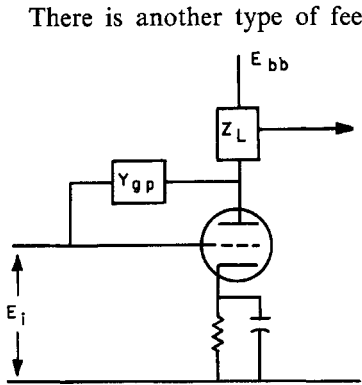 There is another type of fee
E bb
Z L
Y gp
E i